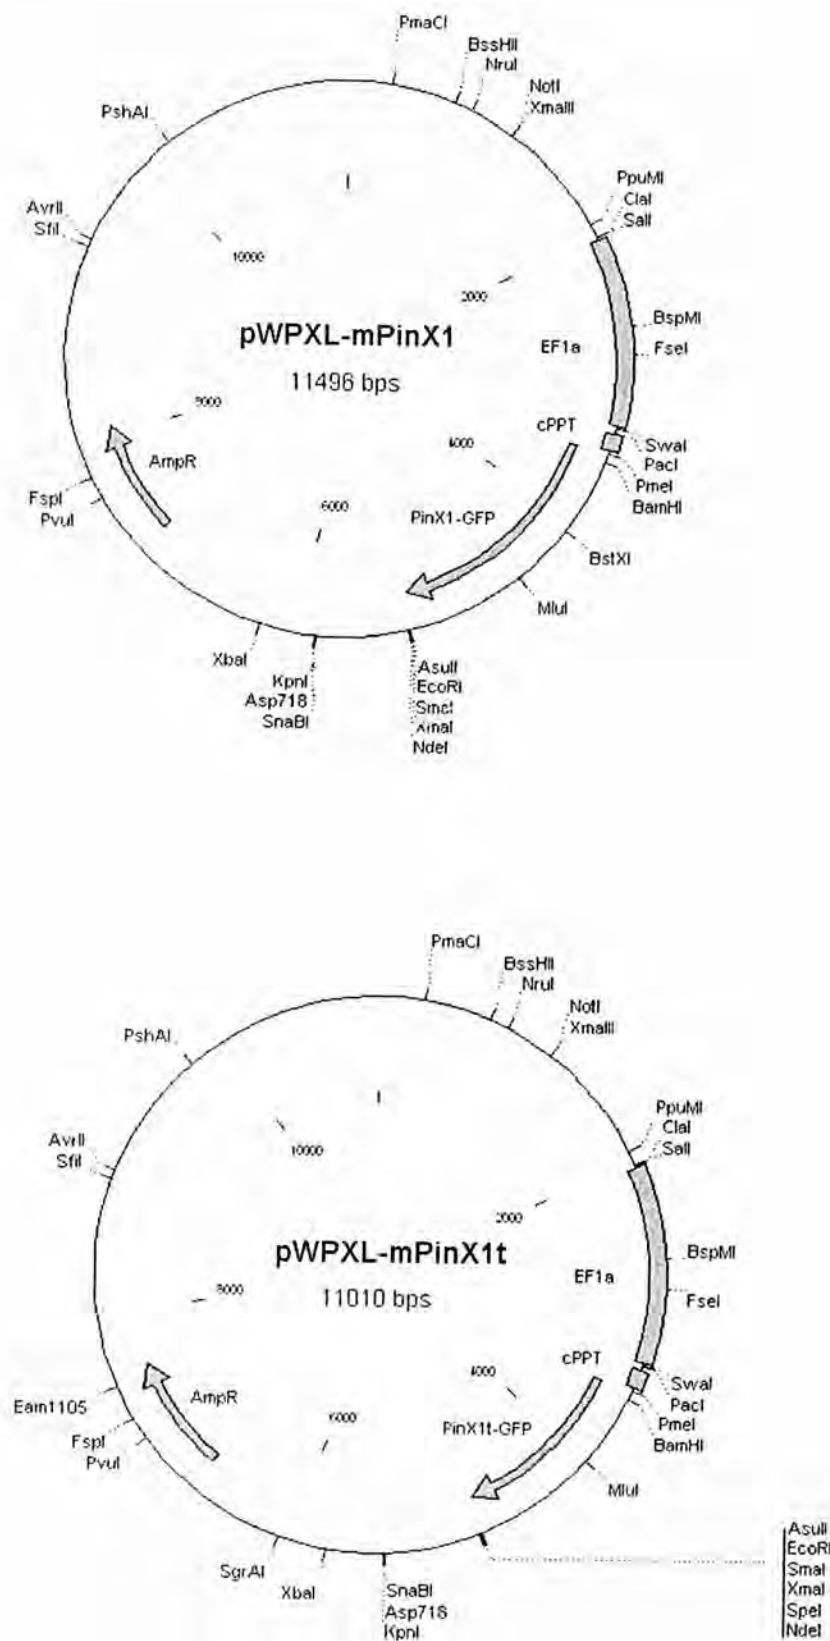 PmaCI
BssHII
NruI
NotI
XmaIII
PshAI
PpuMI
ClaI
SalI
AvrII
SfiI
10000
2000
pWPXL-mPinX1
11496 bps
BspMI
EF1a
FseI
8000
cPPT
4000
AmpR
SwaI
PacI
PmeI
BamHI
FspI
PvuI
6000
PinX1-GFP
BstXI
MluI
XbaI
KpnI
Asp718
SnaBI
AsuII
EcoRI
SmaI
XmaI
NdeI
PmaCI
BssHII
NruI
NotI
XmaIII
PshAI
PpuMI
ClaI
SalI
AvrII
SfiI
10000
2000
pWPXL-mPinX1t
11010 bps
BspMI
EF1a
FseI
8000
cPPT
4000
SwaI
PacI
PmeI
BamHI
Eam1105
AmpR
FspI
PvuI
6000
PinX1t-GFP
MluI
SgrAI
XbaI
SnaBI
Asp718
KpnI
AsuII
EcoRI
SmaI
XmaI
SpeI
NdeI